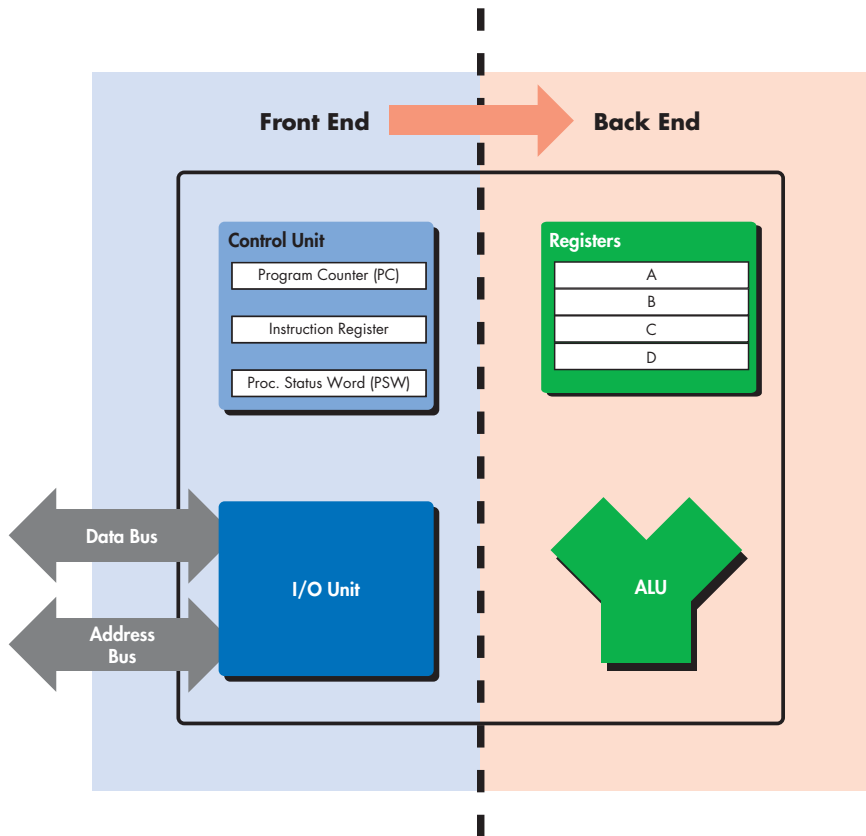 Front End
Back End
Control Unit
Program Counter (PC)
Instruction Register
Proc. Status Word (PSW)
Registers
A
B
C
D
Data Bus
Address
Bus
I/O Unit
ALU